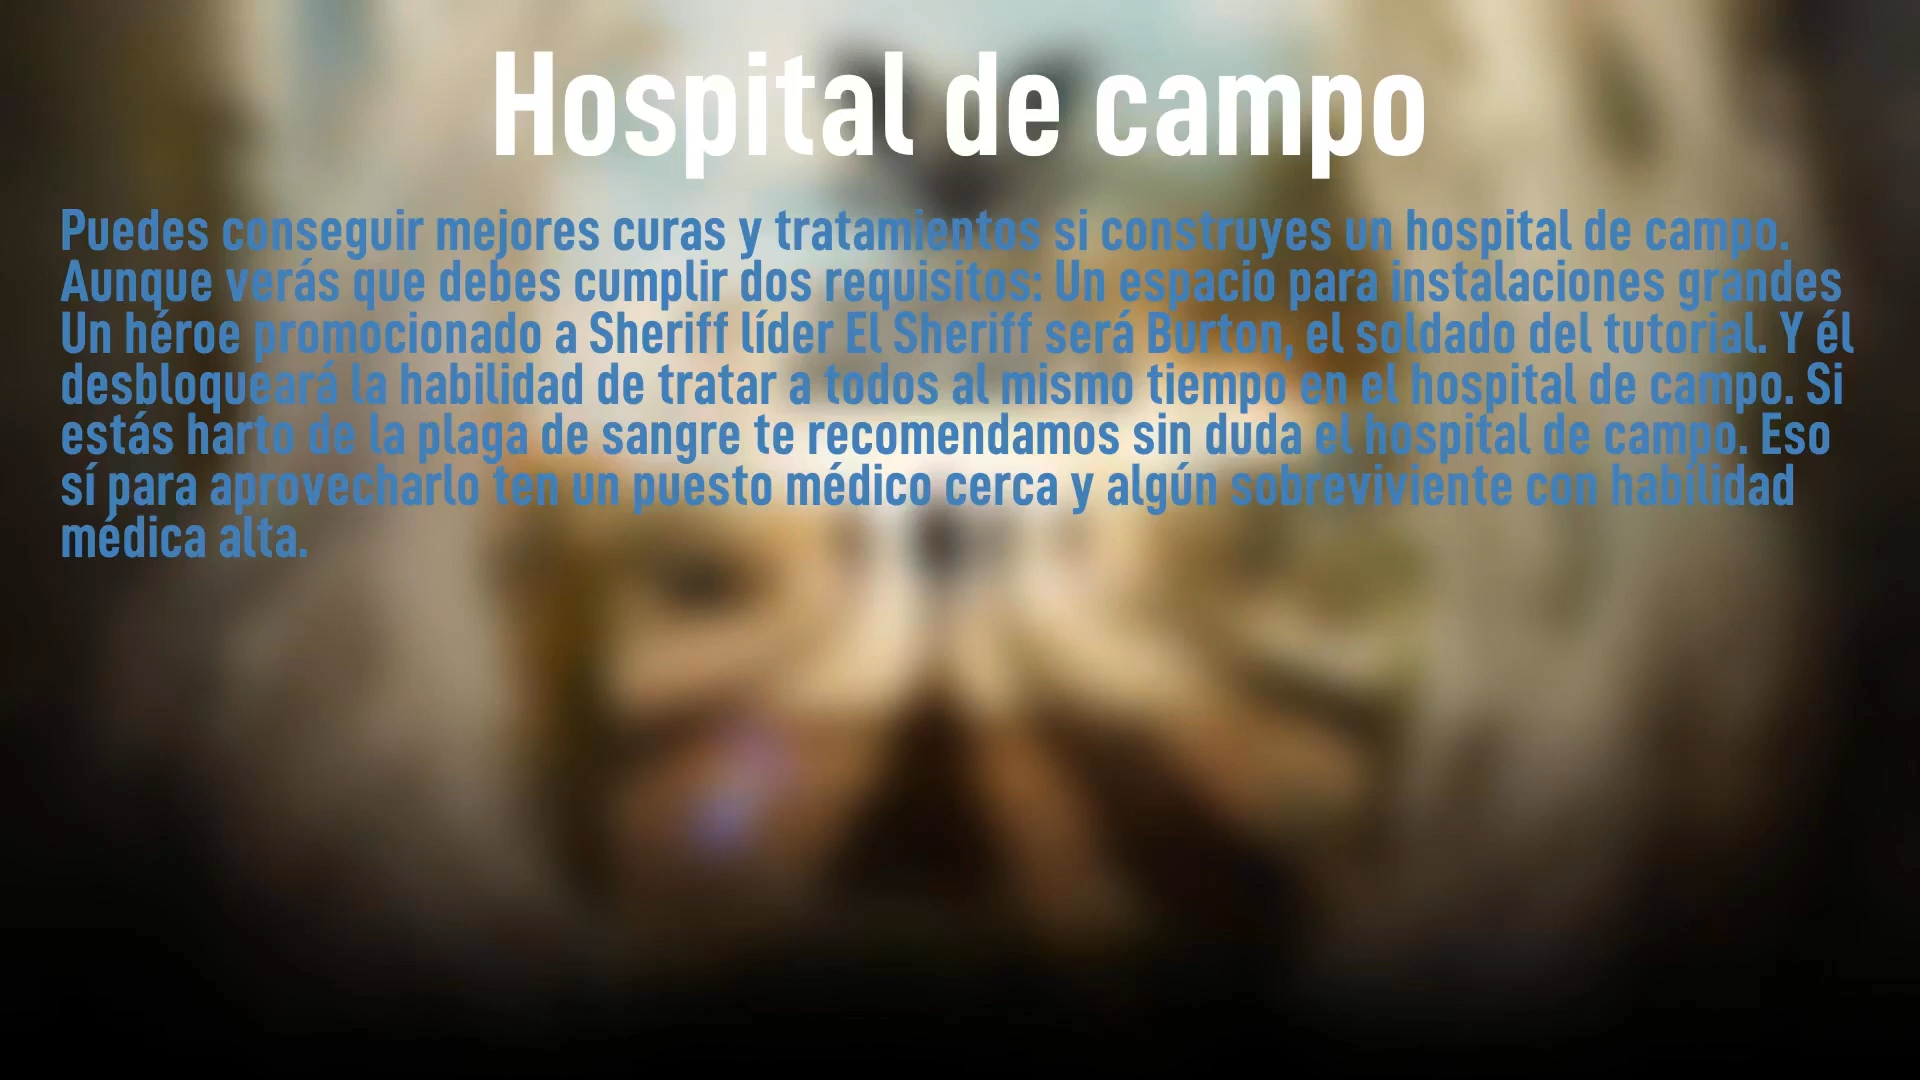 Hospital de campo
Puedes conseguir mejores curas y tratamientos si construyes un hospital de campo.
Aunque verás que debes cumplir dos requisitos: Un espacio para instalaciones grandes
Un héroe promocionado a Sheriff líder El Sheriff será Burton, el soldado del tutorial. Y él
desbloqueará la habilidad de tratar a todos al mismo tiempo en el hospital de campo. Si
estás harto de la plaga de sangre te recomendamos sin duda el hospital de campo. Eso
sí para aprovecharlo ten un puesto médico cerca y algún sobreviviente con habilidad
médica alta.